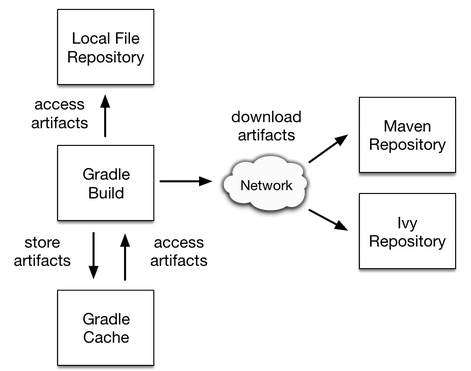 Local File
Repository
access
artifacts
download
artifacts
Maven
Repository
Gradle
Build
Network
Ivy
Repository
store
artifacts
access
artifacts
Gradle
Cache